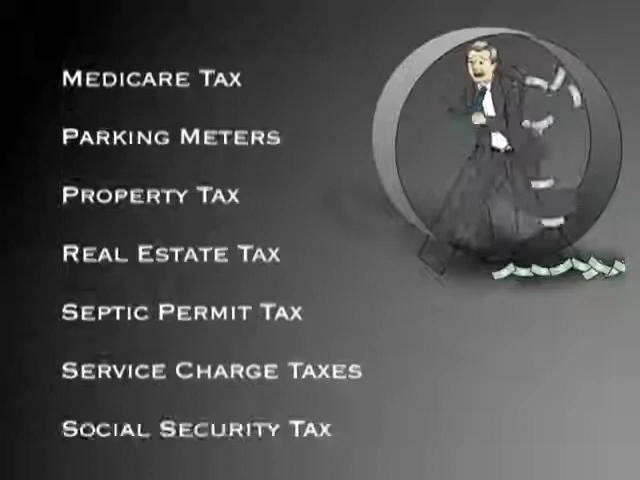 Medicare Tax
Parking Meters
Property Tax
Real Estate Tax
Septic Permit Tax
Service Charge Taxes
Social Security Tax